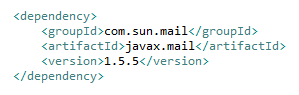 <dependency>
    <groupId>com.sun.mail</groupId>
    <artifactId>javax.mail</artifactId>
    <version>1.5.5</version>
</dependency>